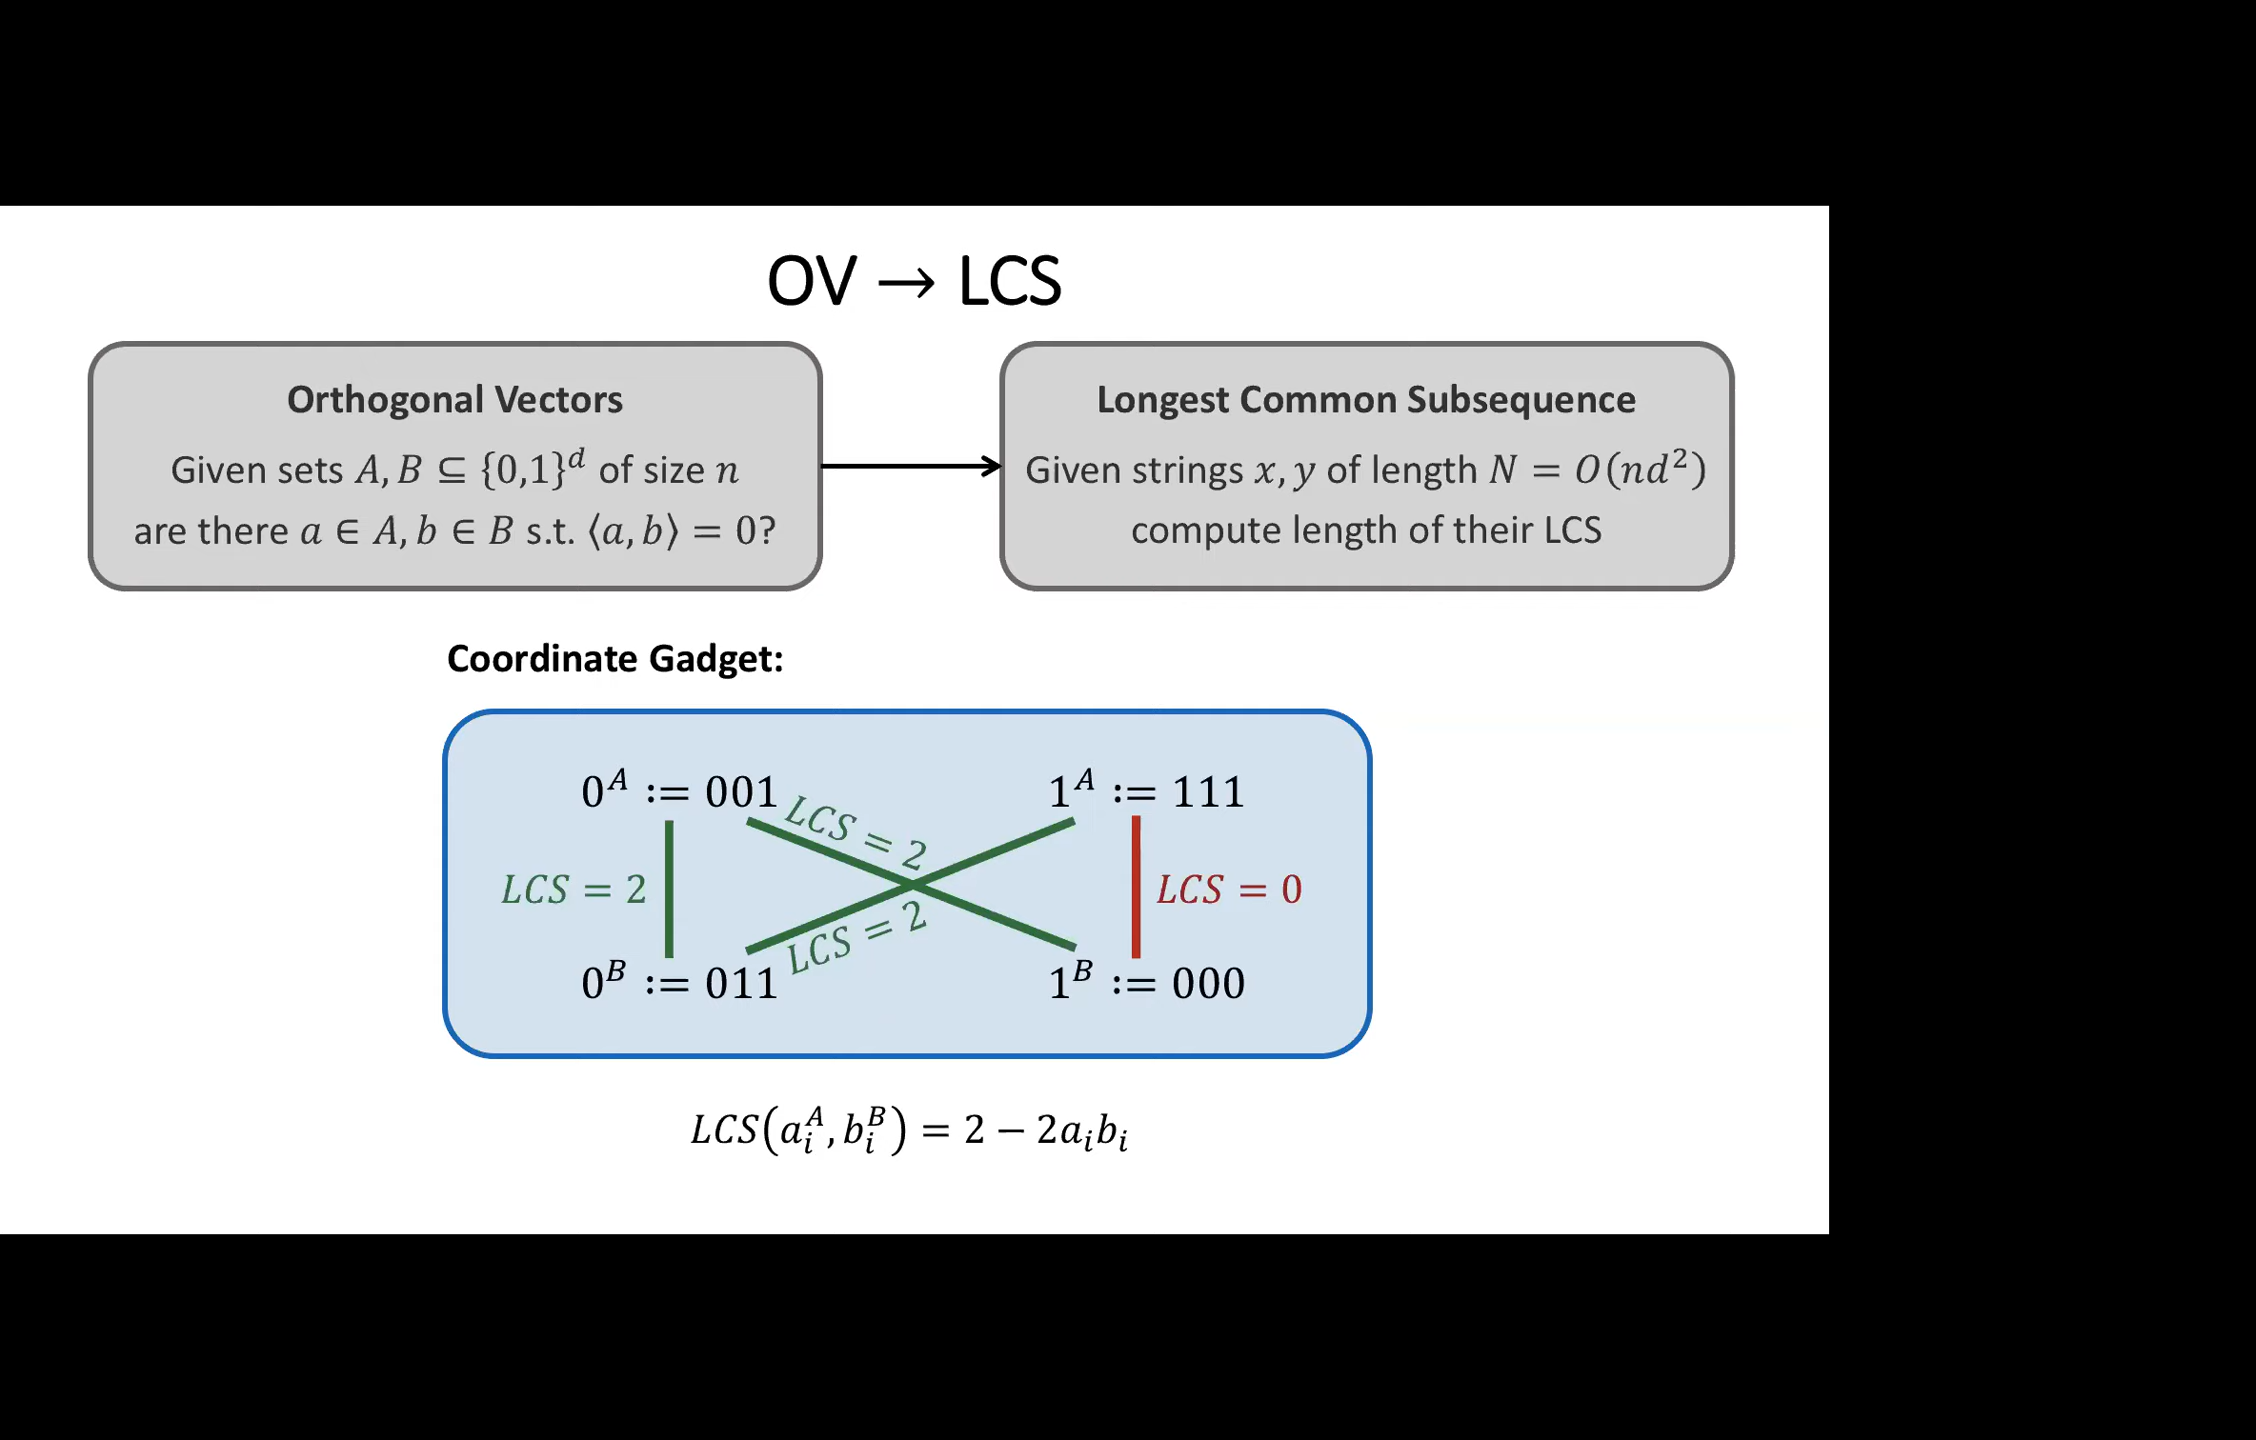 OV → LCS
Orthogonal Vectors
Given sets A, B ⊆ {0,1}^d of size n
are there a ∈ A, b ∈ B s.t. ⟨a, b⟩ = 0?
Longest Common Subsequence
Given strings x, y of length N = O(nd²)
compute length of their LCS
Coordinate Gadget:
0^A := 001
1^A := 111
LCS = 2
LCS = 2
LCS = 2
LCS = 0
0^B := 011
1^B := 000
LCS(a_i^A, b_i^B) = 2 − 2a_i b_i